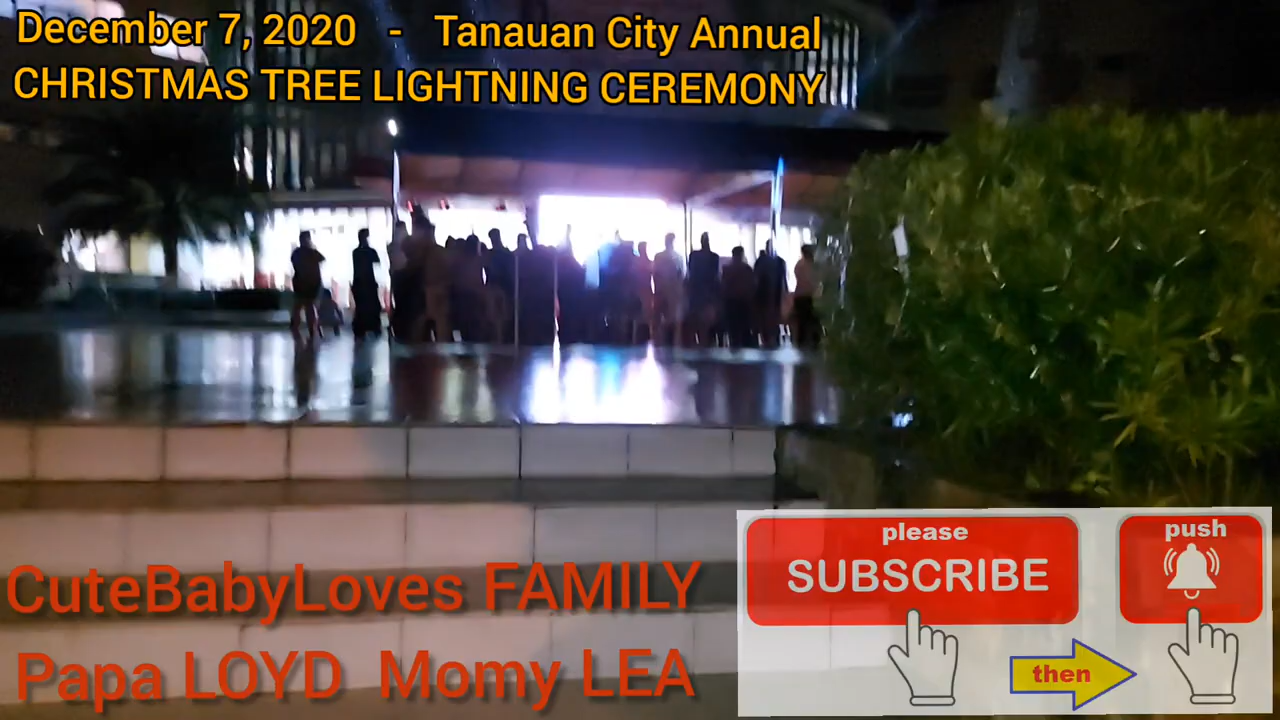 December 7, 2020 - Tanauan City Annual
CHRISTMAS TREE LIGHTNING CEREMONY
CuteBabyLoves FAMILY
Papa LOYD Momy LEA
please
SUBSCRIBE
push
then